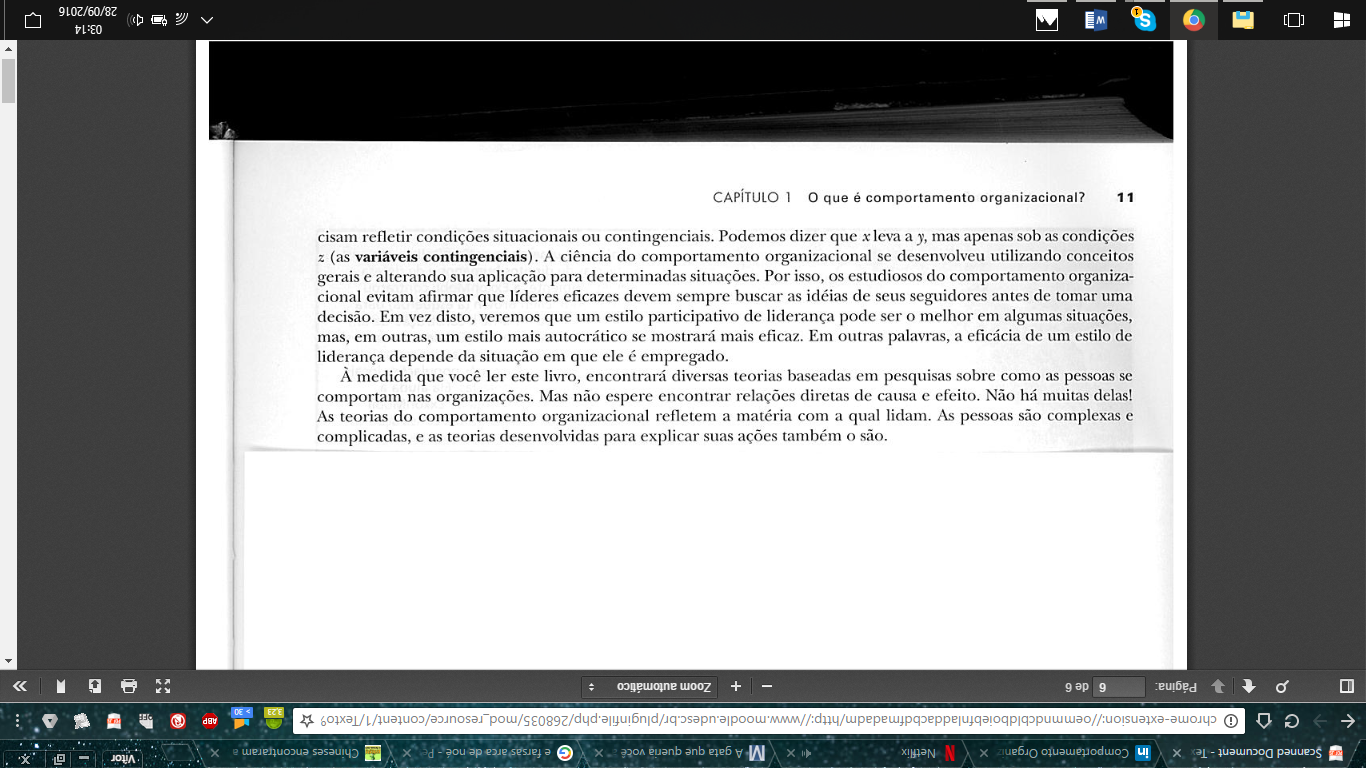 03:14
28/09/2016
CAPÍTULO 1 O que é comportamento organizacional? 11
cisam refletir condições situacionais ou contingenciais. Podemos dizer que x leva a y, mas apenas sob as condições
z (as variáveis contingenciais). A ciência do comportamento organizacional se desenvolveu utilizando conceitos
gerais e alterando sua aplicação para determinadas situações. Por isso, os estudiosos do comportamento organiza-
cional evitam afirmar que líderes eficazes devem sempre buscar as idéias de seus seguidores antes de tomar uma
decisão. Em vez disto, veremos que um estilo participativo de liderança pode ser o melhor em algumas situações,
mas, em outras, um estilo mais autocrático se mostrará mais eficaz. Em outras palavras, a eficácia de um estilo de
liderança depende da situação em que ele é empregado.
À medida que você ler este livro, encontrará diversas teorias baseadas em pesquisas sobre como as pessoas se
comportam nas organizações. Mas não espere encontrar relações diretas de causa e efeito. Não há muitas delas!
As teorias do comportamento organizacional refletem a matéria com a qual lidam. As pessoas são complexas e
complicadas, e as teorias desenvolvidas para explicar suas ações também o são.
Página: 6 de 6 Zoom automático
chrome-extension://oemmndcbldboiebfnladdacbdfmadadm/http://www.moodle.udesc.br/pluginfile.php/268035/mod_resource/content/1/Texto?
ABP OFF > 30 3.23
Scanned Document - Te Comportamento Organ Netflix A gata que queria você e farsas arca de noé - Pe Chineses encontraram a Vitor